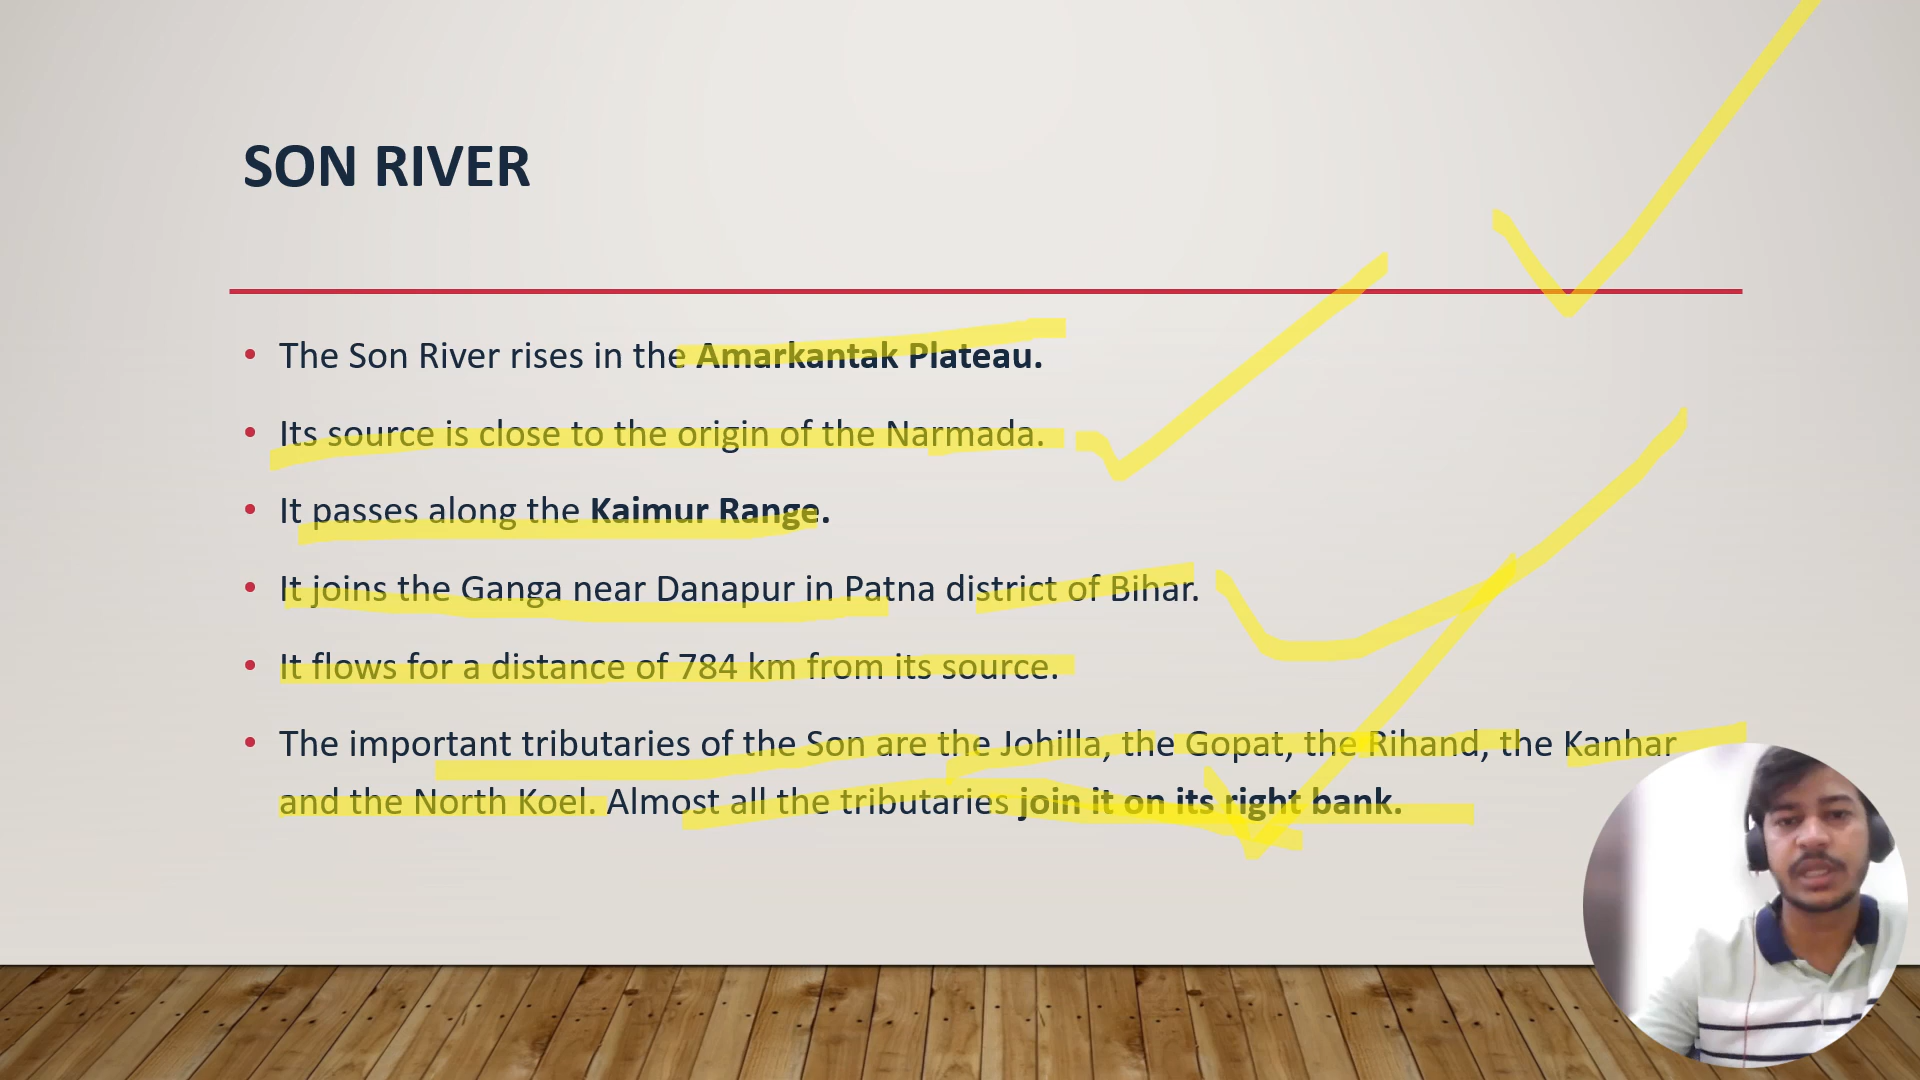 SON RIVER
• The Son River rises in the Amarkantak Plateau.
• Its source is close to the origin of the Narmada.
• It passes along the Kaimur Range.
• It joins the Ganga near Danapur in Patna district of Bihar.
• It flows for a distance of 784 km from its source.
• The important tributaries of the Son are the Johilla, the Gopat, the Rihand, the Kanhar
and the North Koel. Almost all the tributaries join it on its right bank.